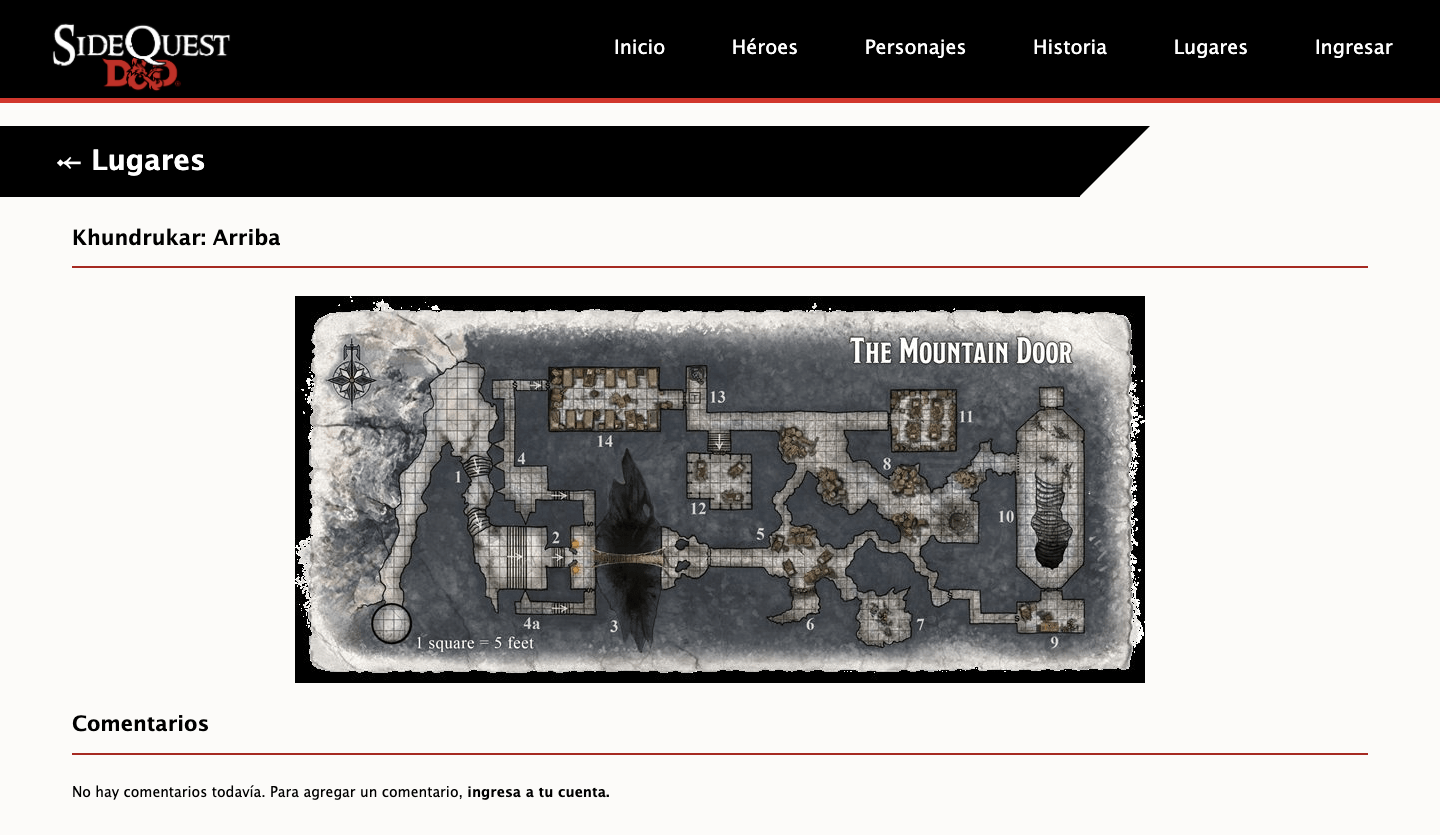 SIDEQUEST
D&D
Inicio Héroes Personajes Historia Lugares Ingresar
Lugares
Khundrukar: Arriba
THE MOUNTAIN DOOR
13
11
14
4
8
1
12
10
2
5
4a
3
6
7
9
1 square = 5 feet
Comentarios
No hay comentarios todavía. Para agregar un comentario, ingresa a tu cuenta.